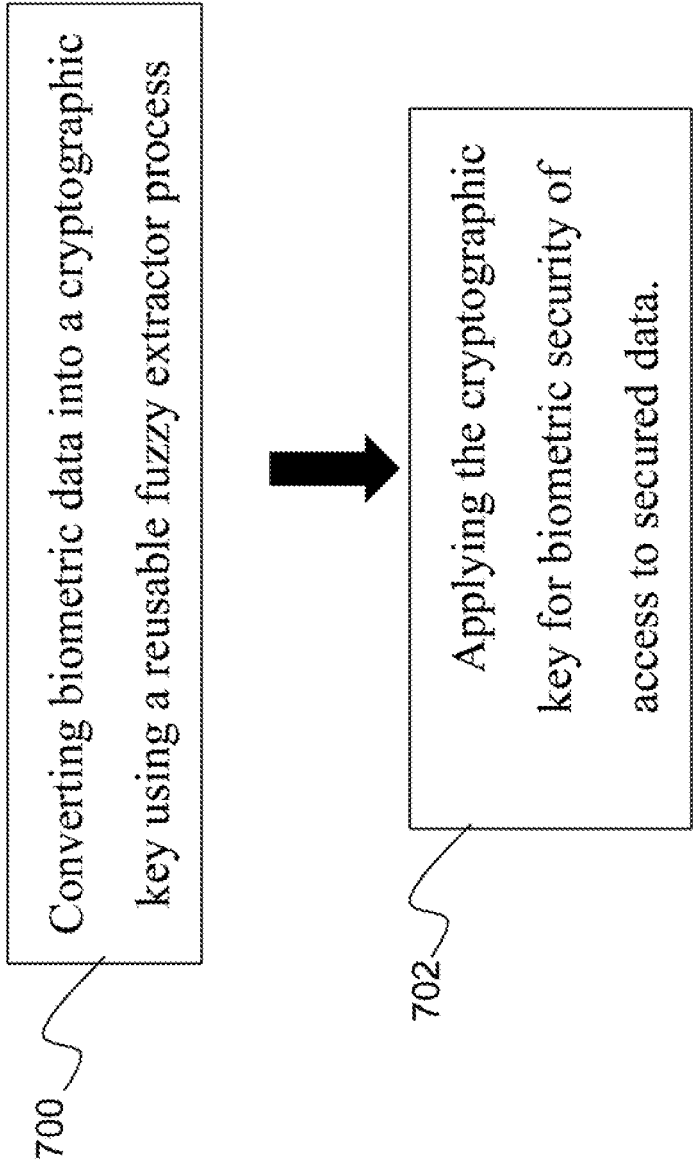 Converting biometric data into a cryptographic
key using a reusable fuzzy extractor process
700
Applying the cryptographic
key for biometric security of
access to secured data.
702